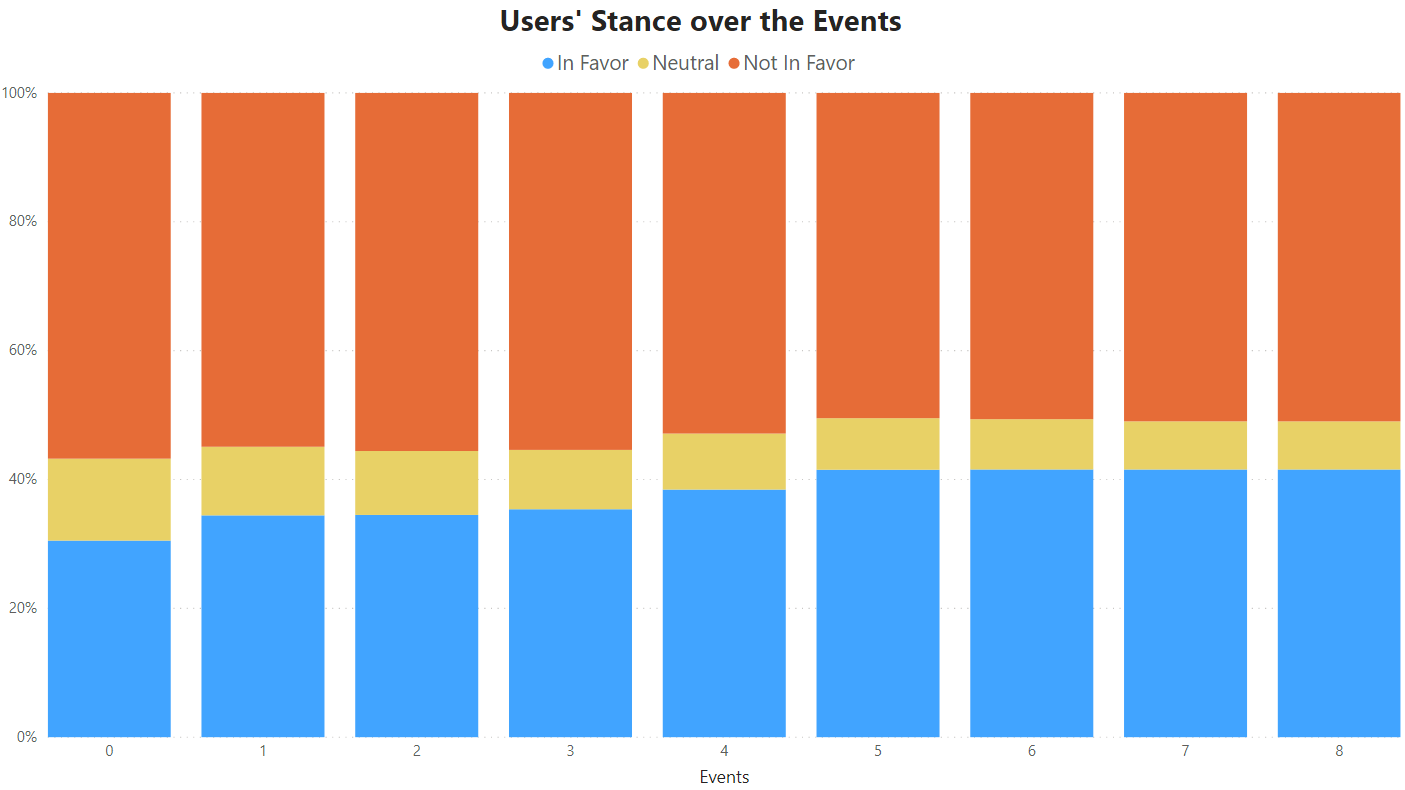 Users' Stance over the Events
In Favor Neutral Not In Favor
100%
80%
60%
40%
20%
0%
0 1 2 3 4 5 6 7 8
Events